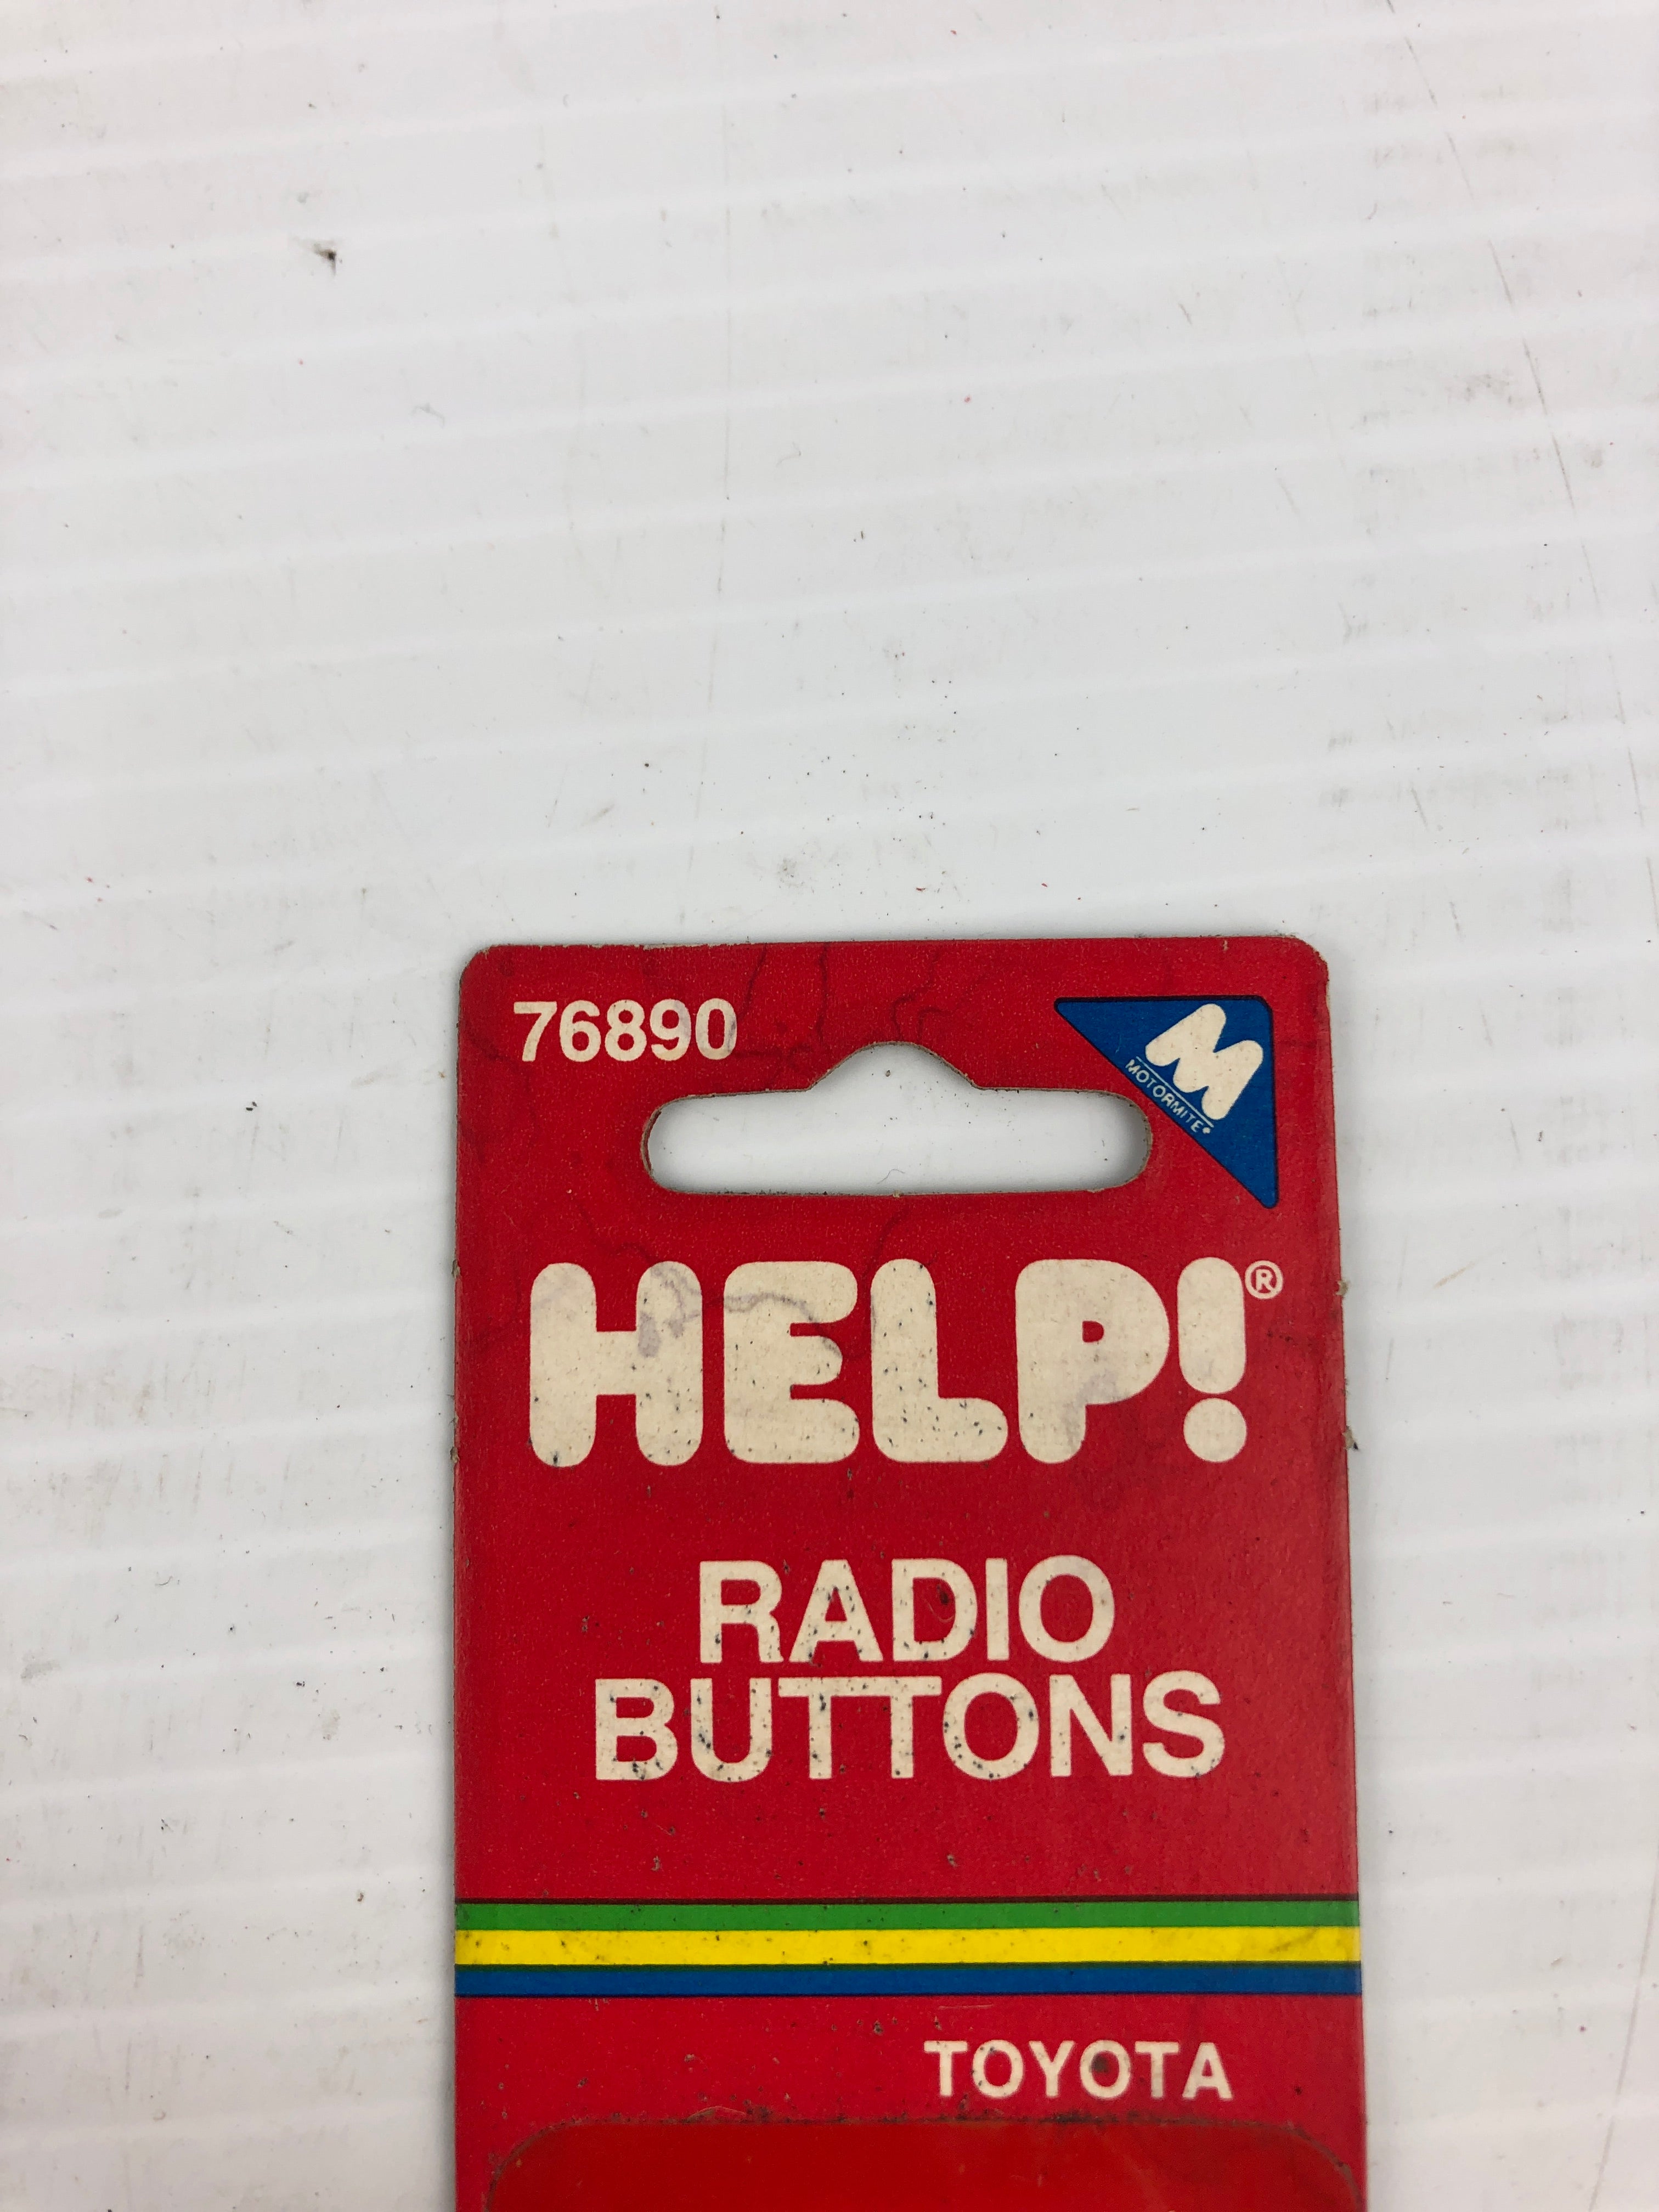 76890
M
MOTORMITE®
HELP!®
RADIO
BUTTONS
TOYOTA